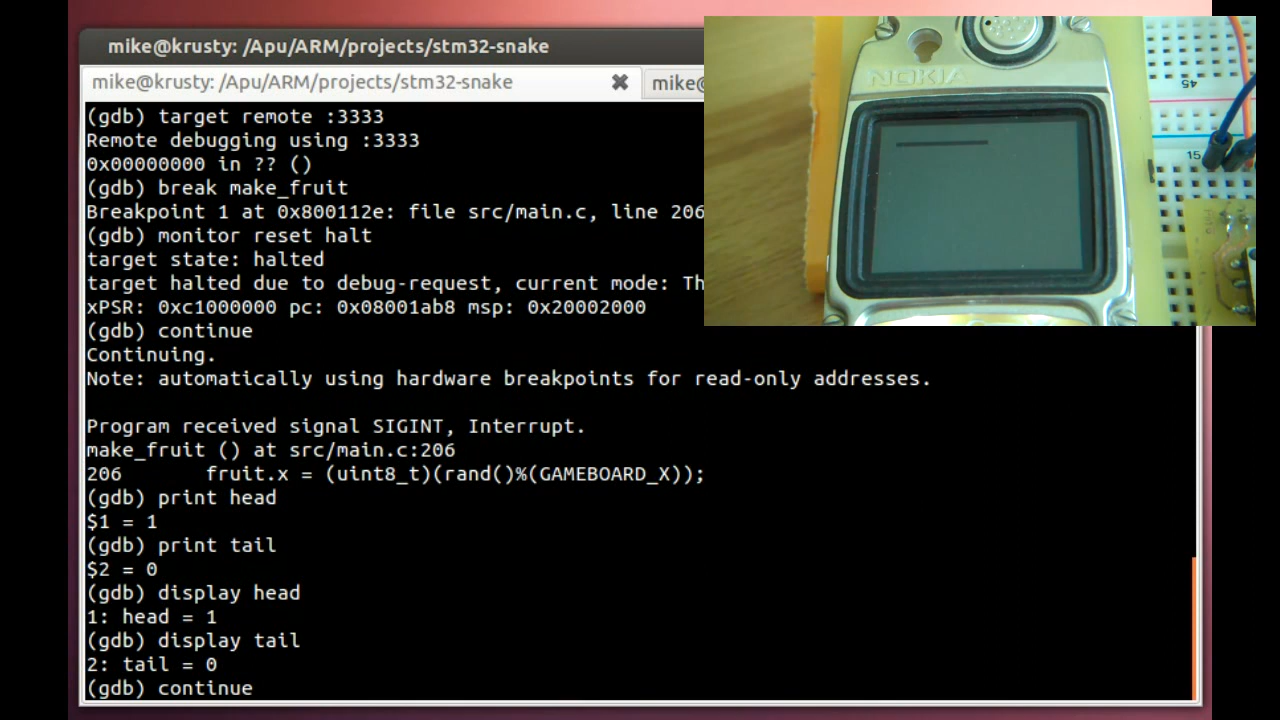 mike@krusty: /Apu/ARM/projects/stm32-snake
mike@krusty: /Apu/ARM/projects/stm32-snake ✖ mike@
(gdb) target remote :3333
Remote debugging using :3333
0x00000000 in ?? ()
(gdb) break make_fruit
Breakpoint 1 at 0x800112e: file src/main.c, line 206
(gdb) monitor reset halt
target state: halted
target halted due to debug-request, current mode: Th
xPSR: 0xc1000000 pc: 0x08001ab8 msp: 0x20002000
(gdb) continue
Continuing.
Note: automatically using hardware breakpoints for read-only addresses.
Program received signal SIGINT, Interrupt.
make_fruit () at src/main.c:206
206       fruit.x = (uint8_t)(rand()%(GAMEBOARD_X));
(gdb) print head
$1 = 1
(gdb) print tail
$2 = 0
(gdb) display head
1: head = 1
(gdb) display tail
2: tail = 0
(gdb) continue
NOKIA
45
15